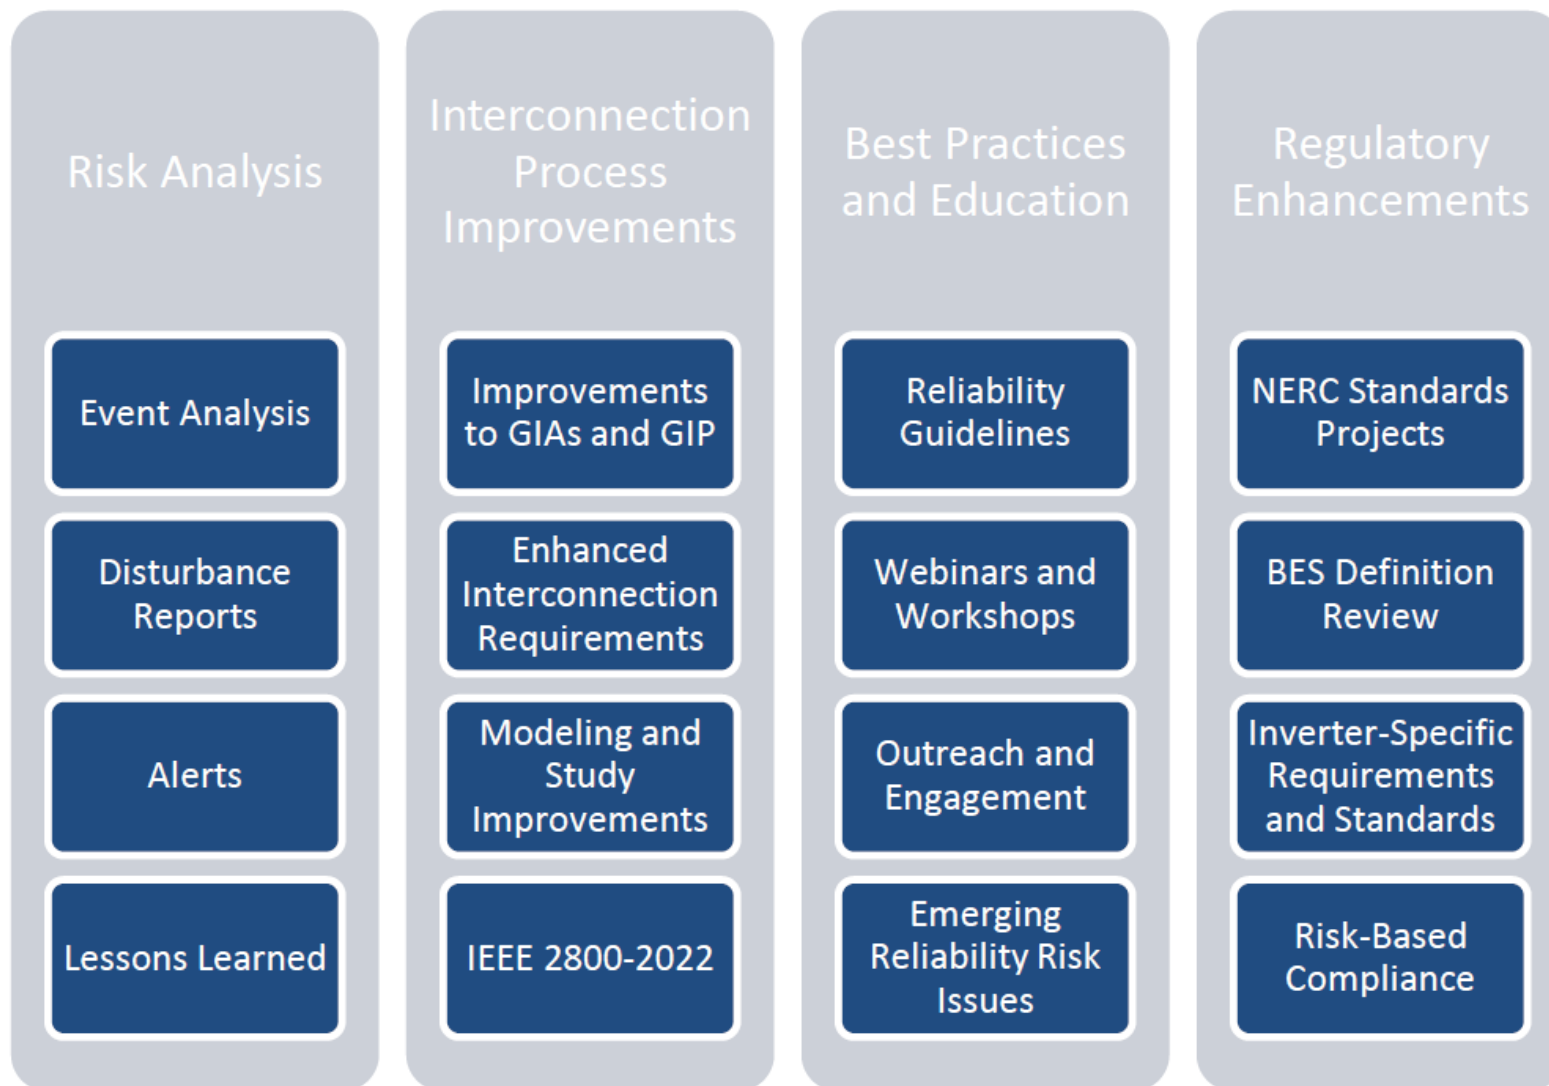 Risk Analysis
Event Analysis
Disturbance
Reports
Alerts
Lessons Learned
Interconnection
Process
Improvements
Improvements
to GIAs and GIP
Enhanced
Interconnection
Requirements
Modeling and
Study
Improvements
IEEE 2800-2022
Best Practices
and Education
Reliability
Guidelines
Webinars and
Workshops
Outreach and
Engagement
Emerging
Reliability Risk
Issues
Regulatory
Enhancements
NERC Standards
Projects
BES Definition
Review
Inverter-Specific
Requirements
and Standards
Risk-Based
Compliance